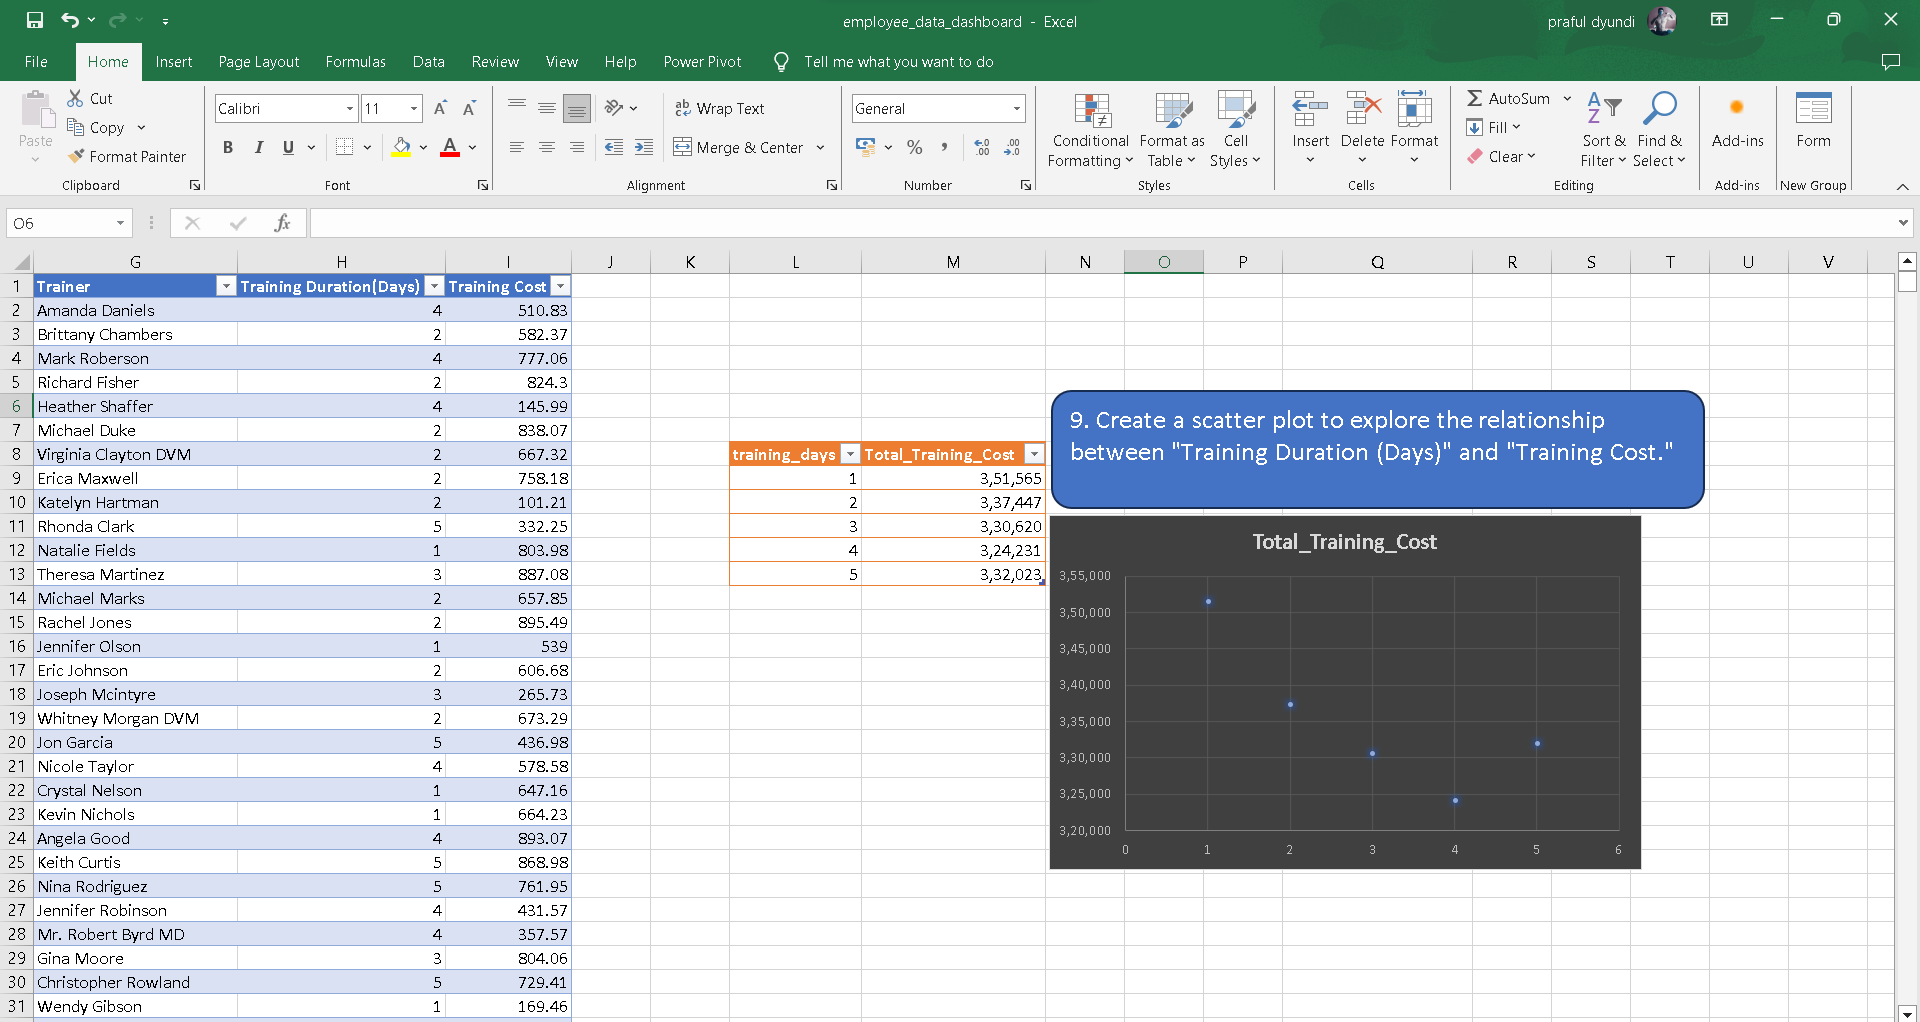 employee_data_dashboard - Excel
praful dyundi
File Home Insert Page Layout Formulas Data Review View Help Power Pivot Tell me what you want to do
Paste
Cut
Copy
Format Painter
Clipboard
Calibri 11
B I U
Font
Wrap Text
Merge & Center
Alignment
General
Number
Conditional Formatting
Format as Table
Cell Styles
Styles
Insert Delete Format
Cells
AutoSum
Fill
Clear
Sort & Filter
Find & Select
Editing
Add-ins
Add-ins
Form
New Group
O6
fx
G H I J K L M N O P Q R S T U V
1 Trainer Training Duration(Days) Training Cost
2 Amanda Daniels 4 510.83
3 Brittany Chambers 2 582.37
4 Mark Roberson 4 777.06
5 Richard Fisher 2 824.3
6 Heather Shaffer 4 145.99
7 Michael Duke 2 838.07
8 Virginia Clayton DVM 2 667.32
9 Erica Maxwell 2 758.18
10 Katelyn Hartman 2 101.21
11 Rhonda Clark 5 332.25
12 Natalie Fields 1 803.98
13 Theresa Martinez 3 887.08
14 Michael Marks 2 657.85
15 Rachel Jones 2 895.49
16 Jennifer Olson 1 539
17 Eric Johnson 2 606.68
18 Joseph Mcintyre 3 265.73
19 Whitney Morgan DVM 2 673.29
20 Jon Garcia 5 436.98
21 Nicole Taylor 4 578.58
22 Crystal Nelson 1 647.16
23 Kevin Nichols 1 664.23
24 Angela Good 4 893.07
25 Keith Curtis 5 868.98
26 Nina Rodriguez 5 761.95
27 Jennifer Robinson 4 431.57
28 Mr. Robert Byrd MD 4 357.57
29 Gina Moore 3 804.06
30 Christopher Rowland 5 729.41
31 Wendy Gibson 1 169.46
training_days Total_Training_Cost
1 3,51,565
2 3,37,447
3 3,30,620
4 3,24,231
5 3,32,023
9. Create a scatter plot to explore the relationship
between "Training Duration (Days)" and "Training Cost."
Total_Training_Cost
3,55,000
3,50,000
3,45,000
3,40,000
3,35,000
3,30,000
3,25,000
3,20,000
0 1 2 3 4 5 6